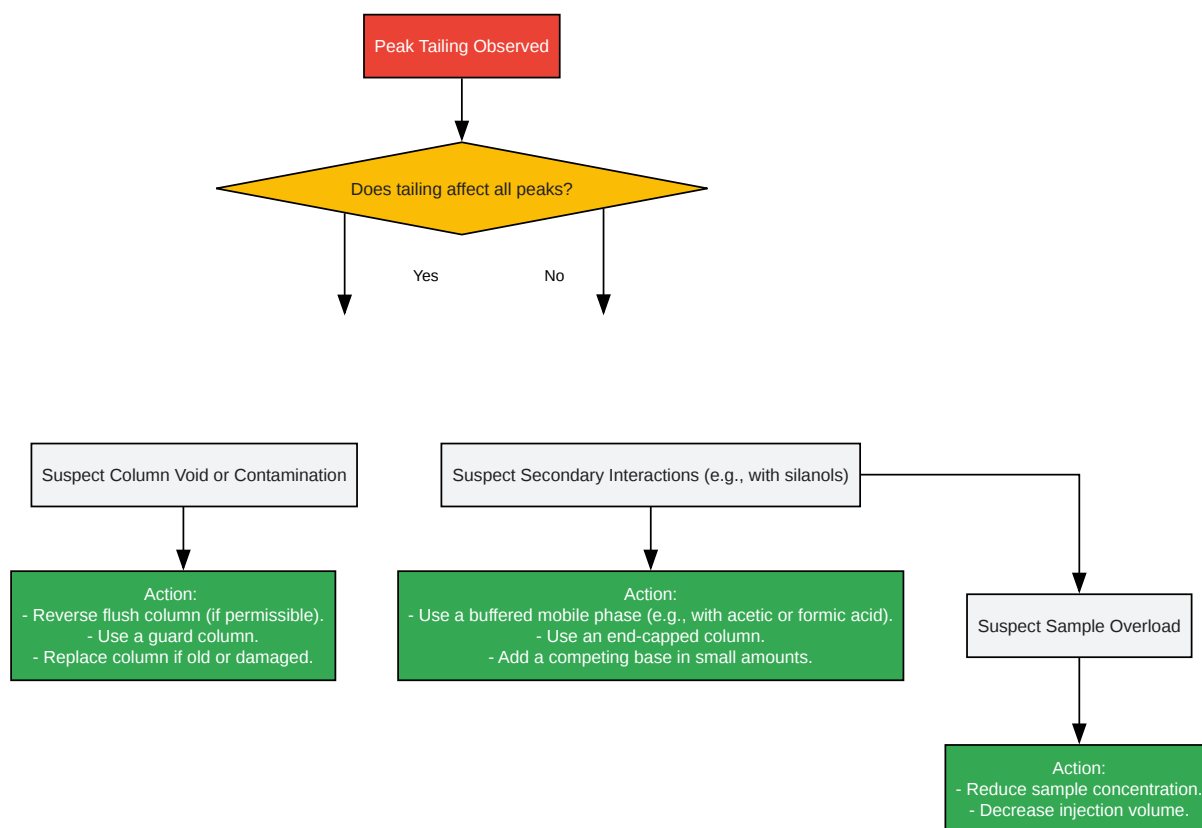 Peak Tailing Observed
Does tailing affect all peaks?
Yes
No
Suspect Column Void or Contamination
Suspect Secondary Interactions (e.g., with silanols)
Action:
- Reverse flush column (if permissible).
- Use a guard column.
- Replace column if old or damaged.
Action:
- Use a buffered mobile phase (e.g., with acetic or formic acid).
- Use an end-capped column.
- Add a competing base in small amounts.
Suspect Sample Overload
Action:
- Reduce sample concentration.
- Decrease injection volume.